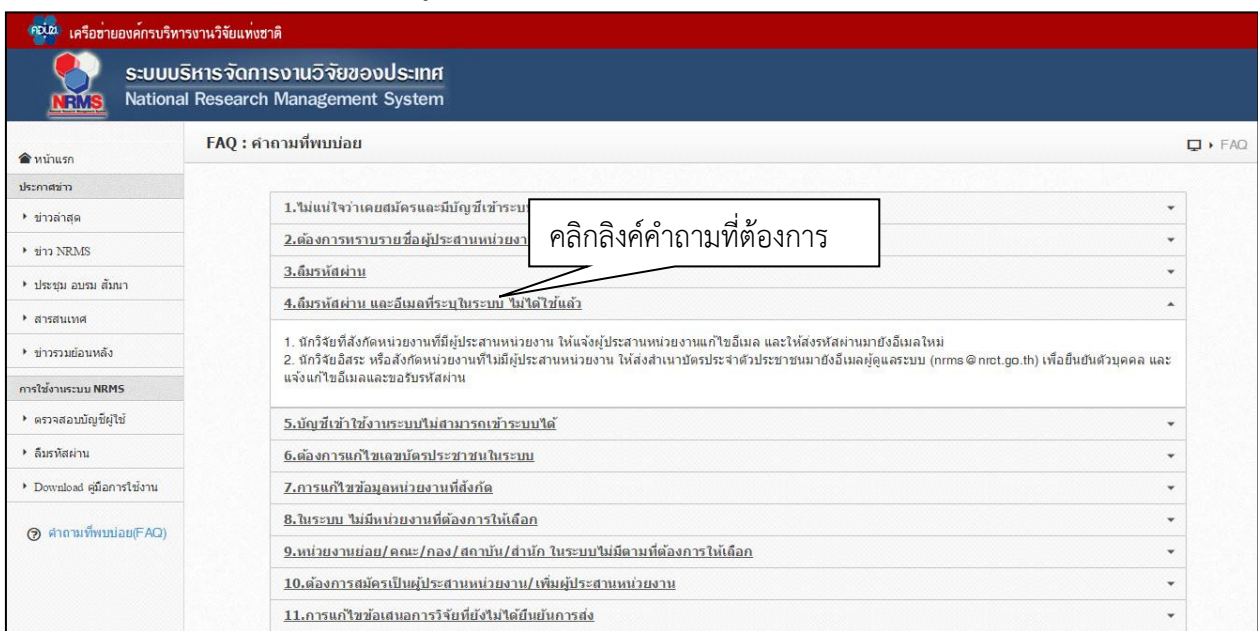 คอบช
เครือข่ายองค์กรบริหารงานวิจัยแห่งชาติ
NRMS
ระบบบริหารจัดการงานวิจัยของประเทศ
National Research Management System
หน้าแรก
ประกาศข่าว
ข่าวล่าสุด
ข่าว NRMS
ประชุม อบรม สัมนา
สารสนเทศ
ข่าวรวมย้อนหลัง
การใช้งานระบบ NRMS
ตรวจสอบบัญชีผู้ใช้
ลืมรหัสผ่าน
Download คู่มือการใช้งาน
คำถามที่พบบ่อย(FAQ)
FAQ : คำถามที่พบบ่อย
FAQ
1.ไม่แน่ใจว่าเคยสมัครและมีบัญชีเข้าระบบ
2.ต้องการทราบรายชื่อผู้ประสานหน่วยงา
คลิกลิงค์คำถามที่ต้องการ
3.ลืมรหัสผ่าน
4.ลืมรหัสผ่าน และอีเมลที่ระบุในระบบ ไม่ได้ใช้แล้ว
1. นักวิจัยที่สังกัดหน่วยงานที่มีผู้ประสานหน่วยงาน ให้แจ้งผู้ประสานหน่วยงานแก้ไขอีเมล และให้ส่งรหัสผ่านมายังอีเมลใหม่
2. นักวิจัยอิสระ หรือสังกัดหน่วยงานที่ไม่มีผู้ประสานหน่วยงาน ให้ส่งสำเนาบัตรประจำตัวประชาชนมายังอีเมลผู้ดูแลระบบ (nrms@nrct.go.th) เพื่อยืนยันตัวบุคคล และ
แจ้งแก้ไขอีเมลและขอรับรหัสผ่าน
5.บัญชีเข้าใช้งานระบบไม่สามารถเข้าระบบได้
6.ต้องการแก้ไขเลขบัตรประชาชนในระบบ
7.การแก้ไขข้อมูลหน่วยงานที่สังกัด
8.ในระบบ ไม่มีหน่วยงานที่ต้องการให้เลือก
9.หน่วยงานย่อย/คณะ/กอง/สถาบัน/สำนัก ในระบบไม่มีตามที่ต้องการให้เลือก
10.ต้องการสมัครเป็นผู้ประสานหน่วยงาน/เพิ่มผู้ประสานหน่วยงาน
11.การแก้ไขข้อเสนอการวิจัยที่ยังไม่ได้ยืนยันการส่ง